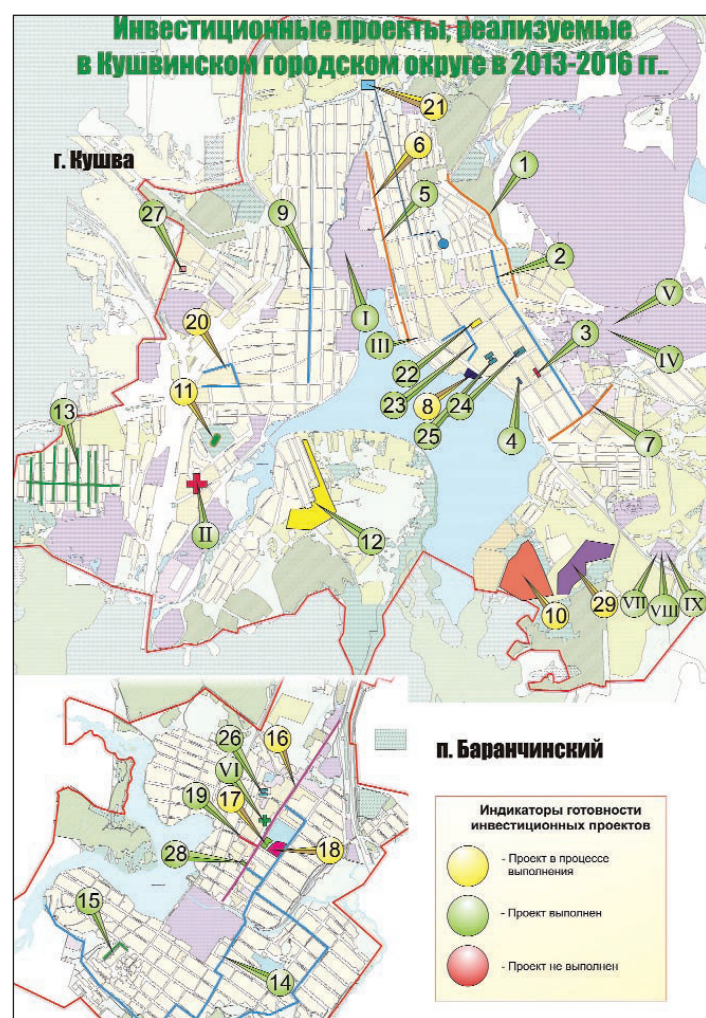 Инвестиционные проекты, реализуемые
в Кушвинском городском округе в 2013-2016 гг..
21
г. Кушва
6
1
5
27
9
2
I
V
20
III
3
IV
22
11
23
8
24
13
25
4
7
II
12
10
29
VII
VIII
IX
п. Баранчинский
26
16
VI
17
19
18
28
15
14
Индикаторы готовности
инвестиционных проектов
- Проект в процессе
выполнения
- Проект выполнен
- Проект не выполнен